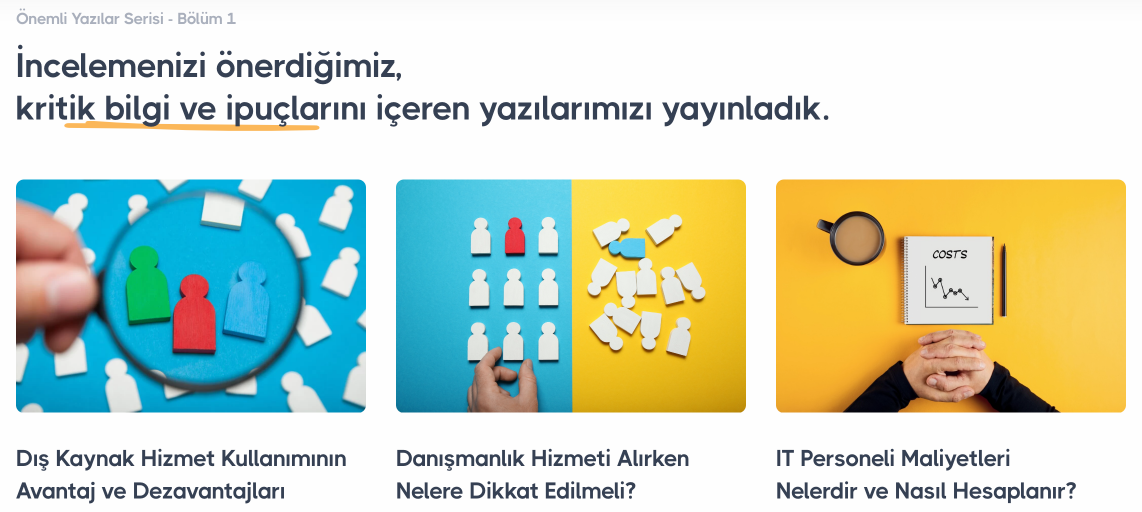 Önemli Yazılar Serisi - Bölüm 1
İncelemenizi önerdiğimiz,
kritik bilgi ve ipuçlarını içeren yazılarımızı yayınladık.
COSTS
Dış Kaynak Hizmet Kullanımının
Avantaj ve Dezavantajları
Danışmanlık Hizmeti Alırken
Nelere Dikkat Edilmeli?
IT Personeli Maliyetleri
Nelerdir ve Nasıl Hesaplanır?